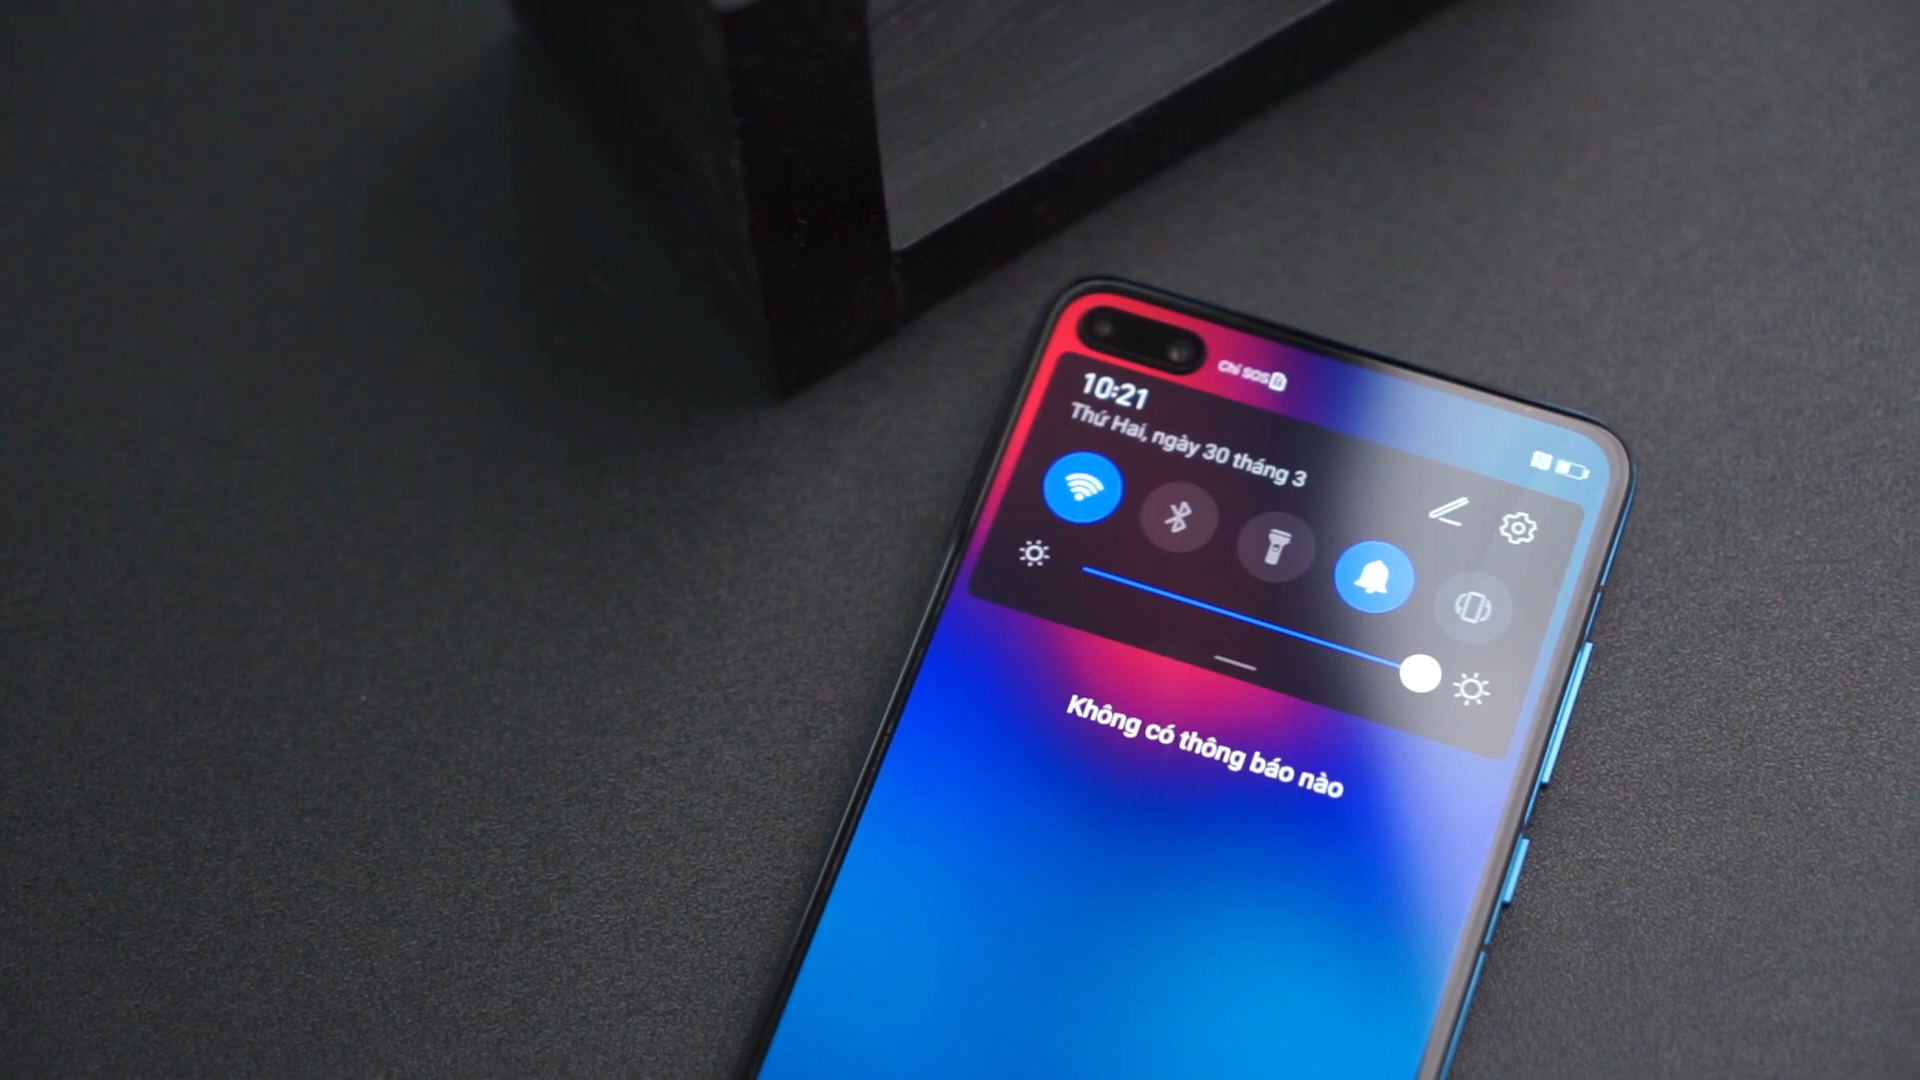 Chỉ SOS
10:21
Thứ Hai, ngày 30 tháng 3
Không có thông báo nào